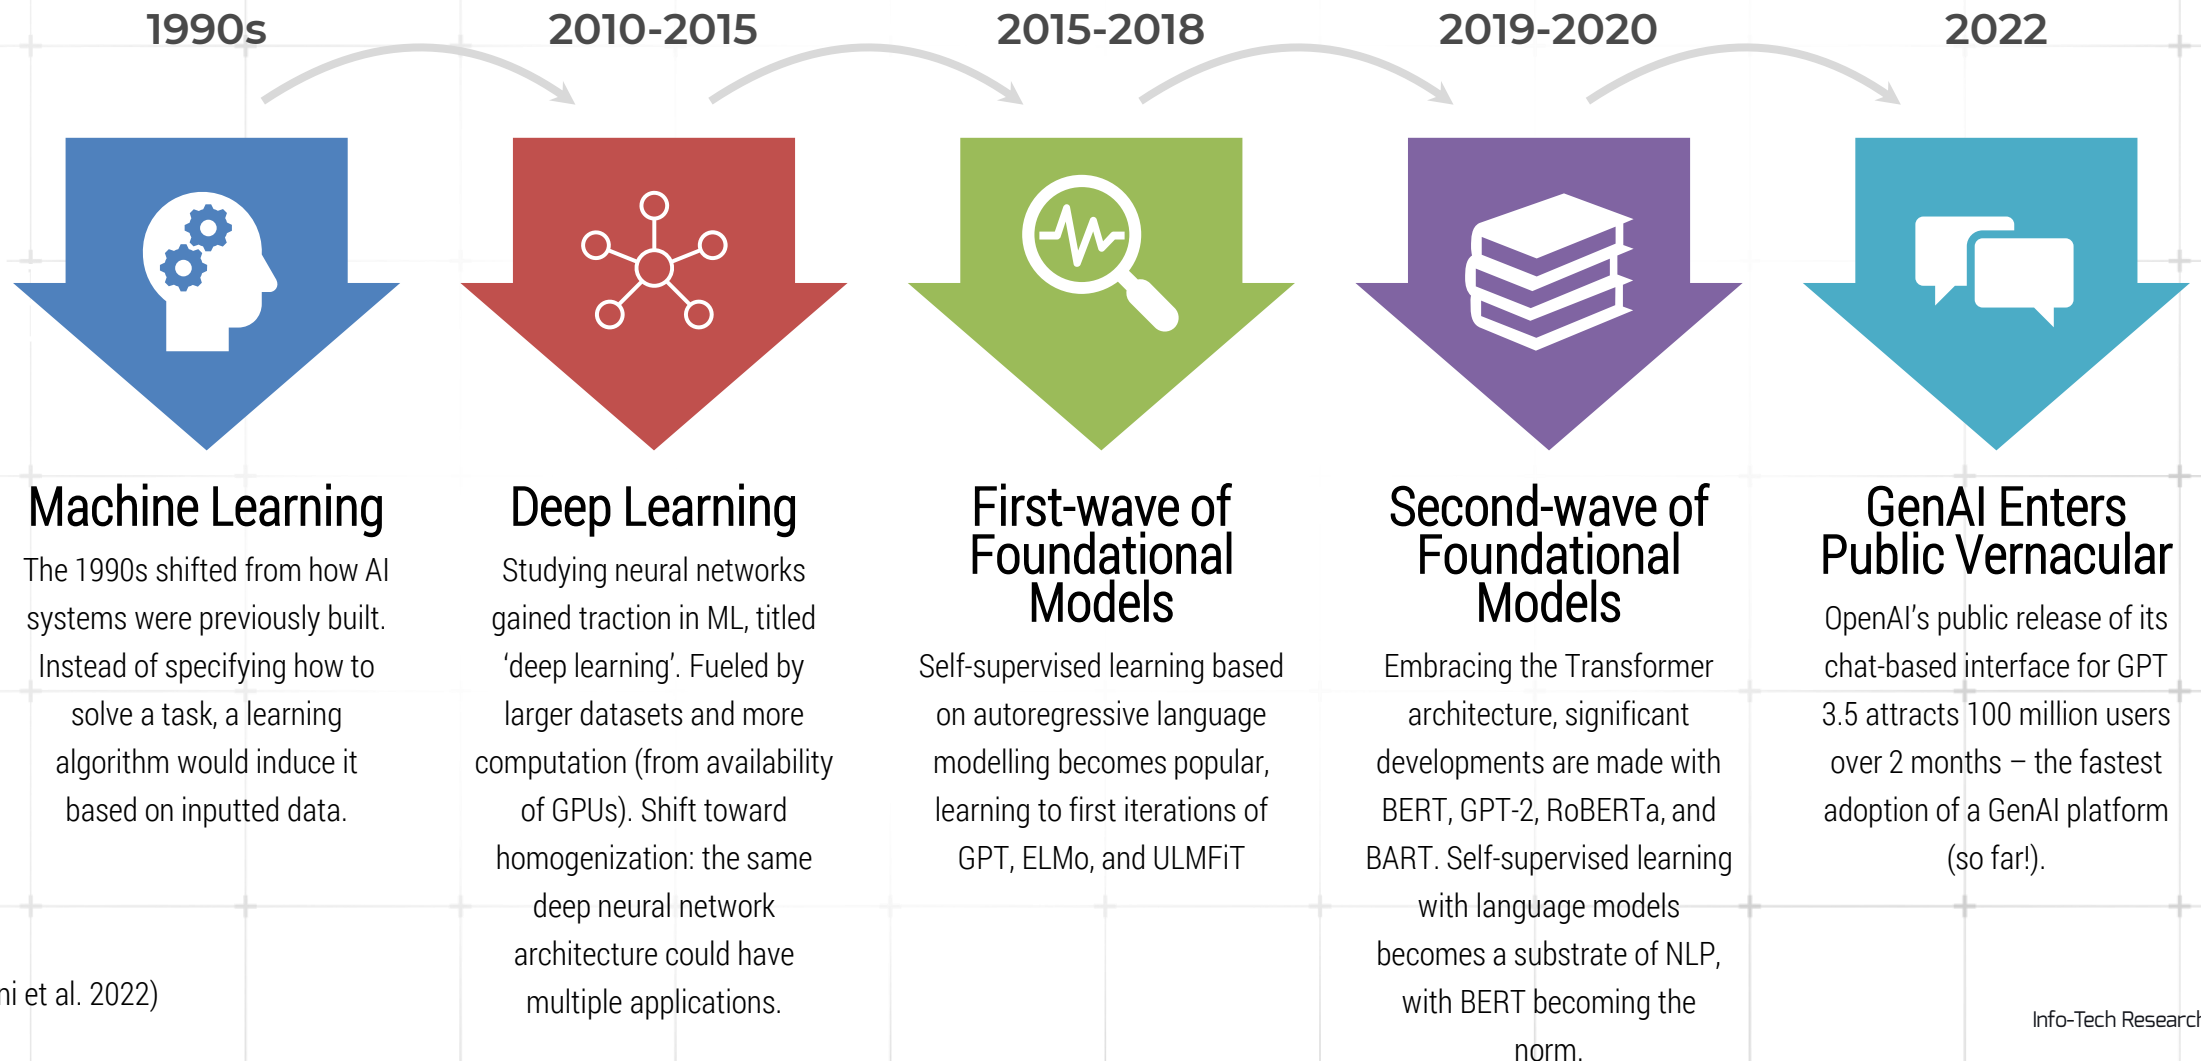 1990s
2010-2015
2015-2018
2019-2020
2022
Machine Learning
The 1990s shifted from how AI
systems were previously built.
Instead of specifying how to
solve a task, a learning
algorithm would induce it
based on inputted data.
Deep Learning
Studying neural networks
gained traction in ML, titled
‘deep learning’. Fueled by
larger datasets and more
computation (from availability
of GPUs). Shift toward
homogenization: the same
deep neural network
architecture could have
multiple applications.
First-wave of
Foundational
Models
Self-supervised learning based
on autoregressive language
modelling becomes popular,
learning to first iterations of
GPT, ELMo, and ULMFiT
Second-wave of
Foundational
Models
Embracing the Transformer
architecture, significant
developments are made with
BERT, GPT-2, RoBERTa, and
BART. Self-supervised learning
with language models
becomes a substrate of NLP,
with BERT becoming the
norm.
GenAI Enters
Public Vernacular
OpenAI’s public release of its
chat-based interface for GPT
3.5 attracts 100 million users
over 2 months – the fastest
adoption of a GenAI platform
(so far!).
et al. 2022)
Info-Tech Research